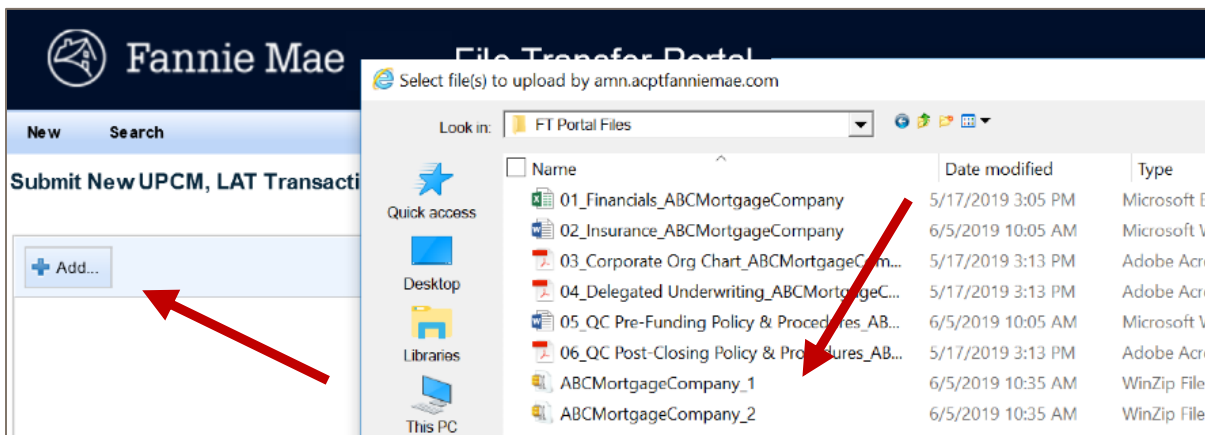 Fannie Mae
File Transfer Portal
Select file(s) to upload by amn.acptfanniemae.com
New Search
Look in: FT Portal Files
Submit New UPCM, LAT Transacti
Name Date modified Type
Quick access
01_Financials_ABCMortgageCompany 5/17/2019 3:05 PM Microsoft E
02_Insurance_ABCMortgageCompany 6/5/2019 10:05 AM Microsoft W
Add...
03_Corporate Org Chart_ABCMortgageCom... 5/17/2019 3:13 PM Adobe Acr
Desktop
04_Delegated Underwriting_ABCMortgageC... 5/17/2019 3:13 PM Adobe Acr
05_QC Pre-Funding Policy & Procedures_AB... 6/5/2019 10:05 AM Microsoft W
Libraries
06_QC Post-Closing Policy & Procedures_AB... 5/17/2019 3:13 PM Adobe Acr
ABCMortgageCompany_1 6/5/2019 10:35 AM WinZip File
ABCMortgageCompany_2 6/5/2019 10:35 AM WinZip File
This PC